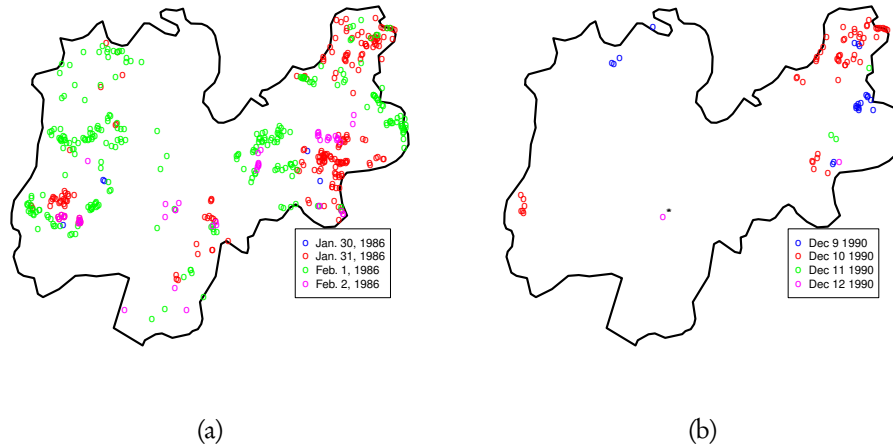 Jan. 30, 1986
Jan. 31, 1986
Feb. 1, 1986
Feb. 2, 1986
Dec 9 1990
Dec 10 1990
Dec 11 1990
Dec 12 1990
(a)
(b)